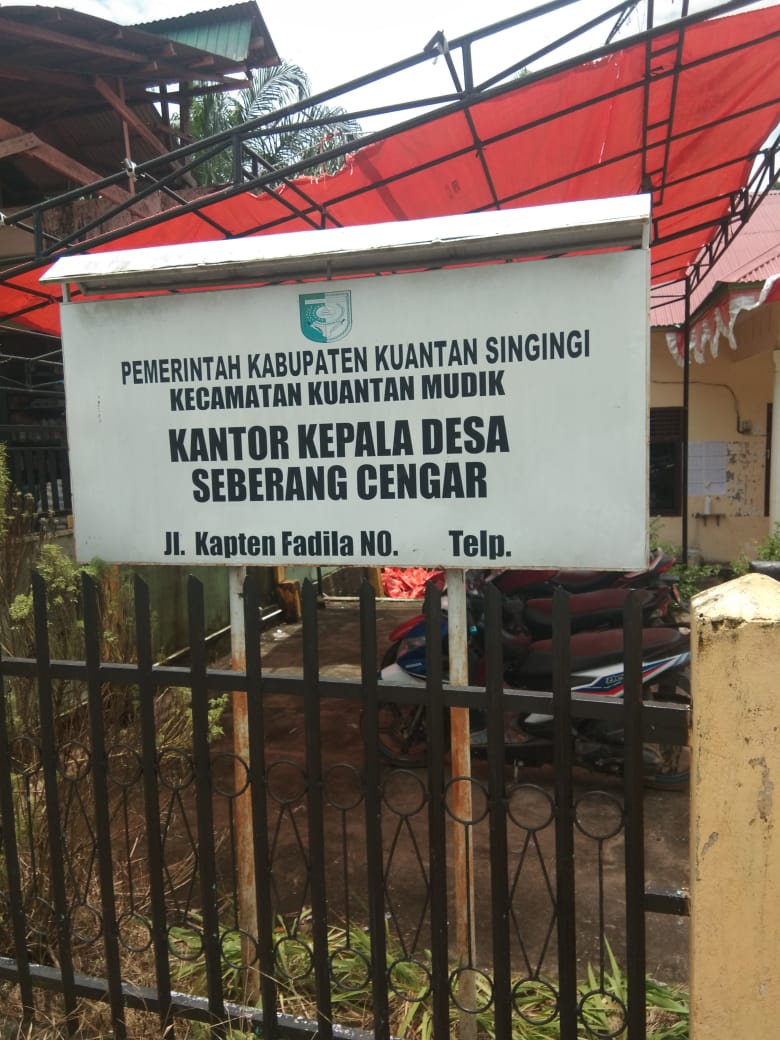 PEMERINTAH KABUPATEN KUANTAN SINGINGI
KECAMATAN KUANTAN MUDIK
KANTOR KEPALA DESA
SEBERANG CENGAR
Jl. Kapten Fadila NO. Telp.